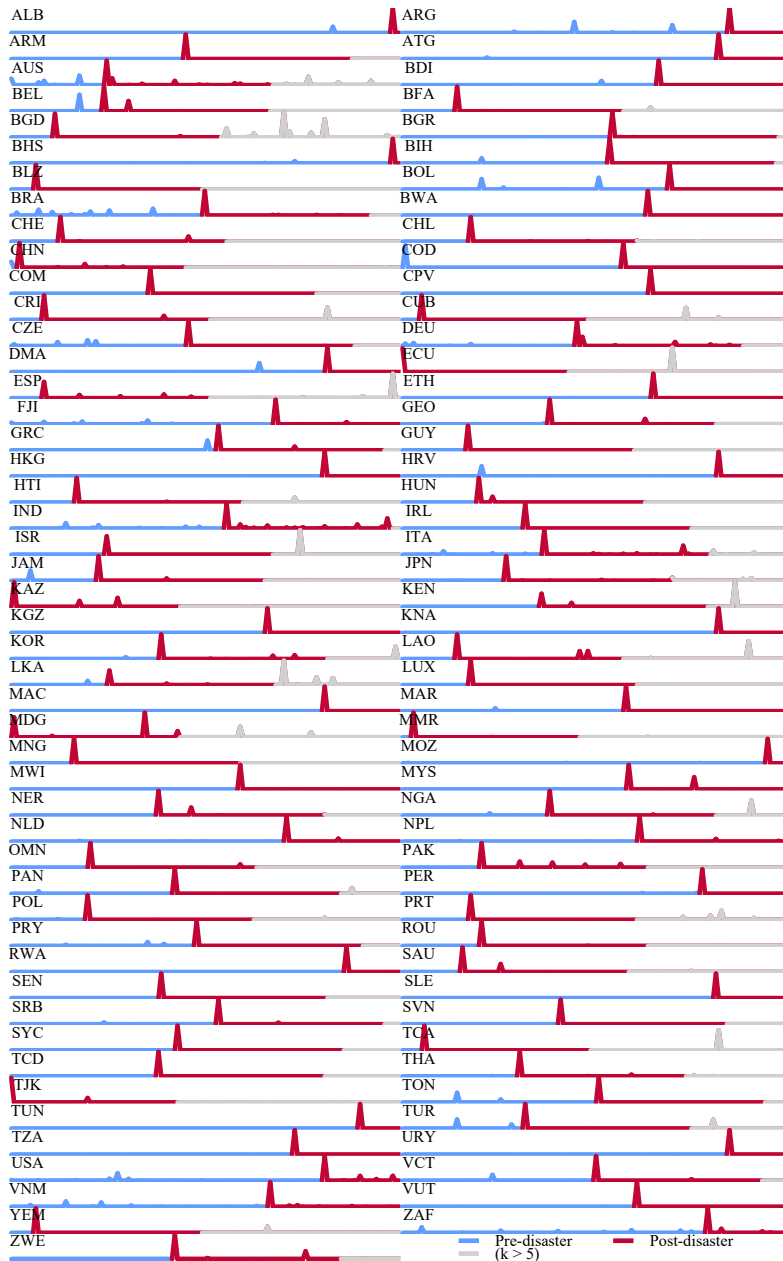 ALB ARG
ARM ATG
AUS BDI
BEL BFA
BGD BGR
BHS BIH
BLZ BOL
BRA BWA
CHE CHL
CHN COD
COM CPV
CRI CUB
CZE DEU
DMA ECU
ESP ETH
FJI GEO
GRC GUY
HKG HRV
HTI HUN
IND IRL
ISR ITA
JAM JPN
KAZ KEN
KGZ KNA
KOR LAO
LKA LUX
MAC MAR
MDG MMR
MNG MOZ
MWI MYS
NER NGA
NLD NPL
OMN PAK
PAN PER
POL PRT
PRY ROU
RWA SAU
SEN SLE
SRB SVN
SYC TCA
TCD THA
TJK TON
TUN TUR
TZA URY
USA VCT
VNM VUT
YEM ZAF
ZWE Pre-disaster Post-disaster
(k > 5)